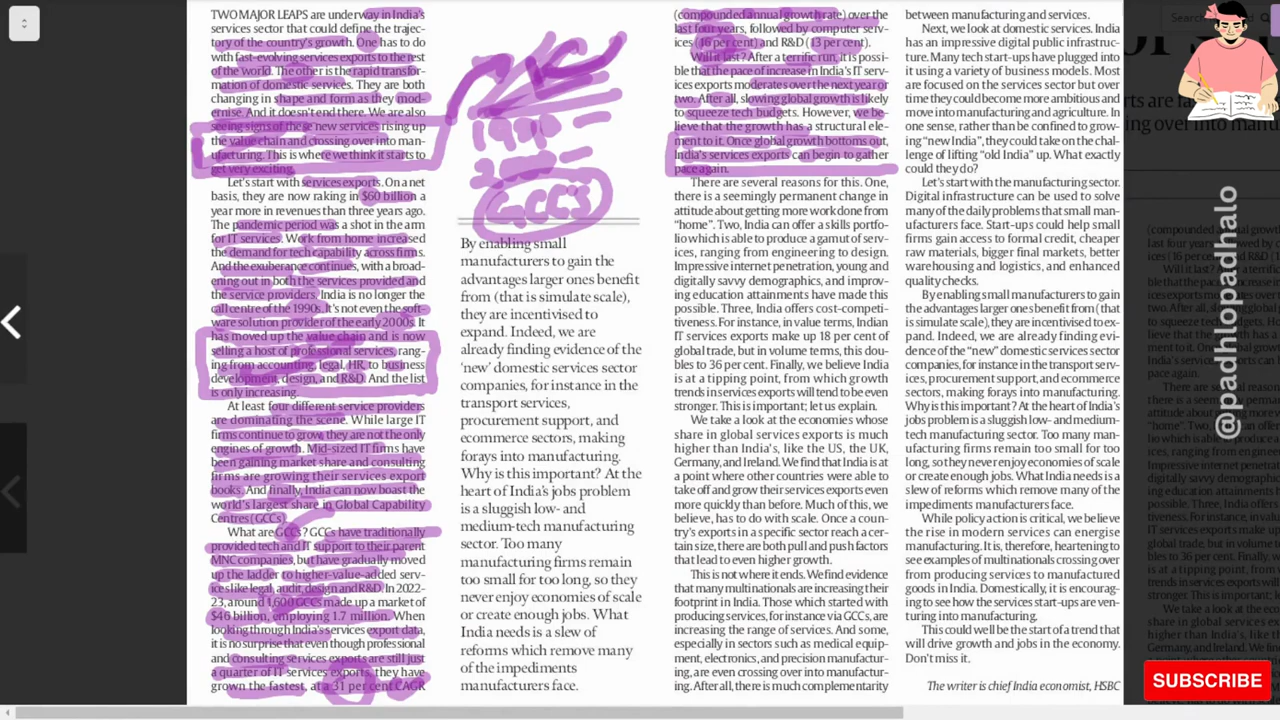 TWO MAJOR LEAPS are underway in India's
services sector that could define the trajec-
tory of the country's growth. One has to do
with fast-evolving services exports to the rest
of the world. The other is the rapid transfor-
mation of domestic services. They are both
changing in shape and form as they mod-
ernise. And it doesn't end there. We are also
seeing signs of these new services rising up
the value chain and crossing over into man-
ufacturing. This is where we think it starts to
get very exciting.
Let's start with services exports. On a net
basis, they are now raking in $60 billion a
year more in revenues than three years ago.
The pandemic period was a shot in the arm
for IT services. Work from home increased
the demand for tech capability across firms.
And the exuberance continues, with a broad-
ening out in both the services provided and
the service providers. India is no longer the
call centre of the 1990s. It's not even the soft-
ware solution provider of the early 2000s. It
has moved up the value chain and is now
selling a host of professional services, rang-
ing from accounting, legal, HR, to business
development, design, and R&D. And the list
is only increasing.
At least four different service providers
are dominating the scene. While large IT
firms continue to grow, they are not the only
engines of growth. Mid-sized IT firms have
been gaining market share and consulting
firms are growing their services export
books. And finally, India can now boast the
world's largest share in Global Capability
Centres (GCCs).
What are GCCs? GCCs have traditionally
provided tech and IT support to their parent
MNC companies, but have gradually moved
up the ladder to higher-value-added serv-
ices like legal, audit, design and R&D. In 2022-
23, around 1,600 GCCs made up a market of
$46 billion, employing 1.7 million. When
looking through India's services export data,
it is no surprise that even though professional
and consulting services exports are still just
a quarter of IT services exports, they have
grown the fastest, at a 31 per cent CAGR
GCCs
By enabling small
manufacturers to gain the
advantages larger ones benefit
from (that is simulate scale),
they are incentivised to
expand. Indeed, we are
already finding evidence of the
'new' domestic services sector
companies, for instance in the
transport services,
procurement support, and
ecommerce sectors, making
forays into manufacturing.
Why is this important? At the
heart of India's jobs problem
is a sluggish low- and
medium-tech manufacturing
sector. Too many
manufacturing firms remain
too small for too long, so they
never enjoy economies of scale
or create enough jobs. What
India needs is a slew of
reforms which remove many
of the impediments
manufacturers face.
(compounded annual growth rate) over the
last four years, followed by computer serv-
ices (16 per cent) and R&D (13 per cent).
Will it last? After a terrific run, it is possi-
ble that the pace of increase in India's IT serv-
ices exports moderates over the next year or
two. After all, slowing global growth is likely
to squeeze tech budgets. However, we be-
lieve that the growth has a structural ele-
ment to it. Once global growth bottoms out,
India's services exports can begin to gather
pace again.
There are several reasons for this. One,
there is a seemingly permanent change in
attitude about getting more work done from
"home". Two, India can offer a skills portfo-
lio which is able to produce a gamut of serv-
ices, ranging from engineering to design.
Impressive internet penetration, young and
digitally savvy demographics, and improv-
ing education attainments have made this
possible. Three, India offers cost-competi-
tiveness. For instance, in value terms, Indian
IT services exports make up 18 per cent of
global trade, but in volume terms, this dou-
bles to 36 per cent. Finally, we believe India
is at a tipping point, from which growth
trends in services exports will tend to be even
stronger. This is important; let us explain.
We take a look at the economies whose
share in global services exports is much
higher than India's, like the US, the UK,
Germany, and Ireland. We find that India is at
a point where other countries were able to
take off and grow their services exports even
more quickly than before. Much of this, we
believe, has to do with scale. Once a coun-
try's exports in a specific sector reach a cer-
tain size, there are both pull and push factors
that lead to even higher growth.
This is not where it ends. We find evidence
that many multinationals are increasing their
footprint in India. Those which started with
producing services, for instance via GCCs, are
increasing the range of services. And some,
especially in sectors such as medical equip-
ment, electronics, and precision manufactur-
ing, are even crossing over into manufactur-
ing. After all, there is much complementarity
between manufacturing and services.
Next, we look at domestic services. India
has an impressive digital public infrastruc-
ture. Many tech start-ups have plugged into
it using a variety of business models. Most
are focused on the services sector but over
time they could become more ambitious and
move into manufacturing and agriculture. In
one sense, rather than be confined to grow-
ing "new India", they could take on the chal-
lenge of lifting "old India" up. What exactly
could they do?
Let's start with the manufacturing sector.
Digital infrastructure can be used to solve
many of the daily problems that small man-
ufacturers face. Start-ups could help small
firms gain access to formal credit, cheaper
raw materials, bigger final markets, better
warehousing and logistics, and enhanced
quality checks.
By enabling small manufacturers to gain
the advantages larger ones benefit from (that
is simulate scale), they are incentivised to ex-
pand. Indeed, we are already finding evi-
dence of the "new" domestic services sector
companies, for instance in the transport serv-
ices, procurement support, and ecommerce
sectors, making forays into manufacturing.
Why is this important? At the heart of India's
jobs problem is a sluggish low- and medium-
tech manufacturing sector. Too many man-
ufacturing firms remain too small for too
long, so they never enjoy economies of scale
or create enough jobs. What India needs is a
slew of reforms which remove many of the
impediments manufacturers face.
While policy action is critical, we believe
the rise in modern services can energise
manufacturing. It is, therefore, heartening to
see examples of multinationals crossing over
from producing services to manufactured
goods in India. Domestically, it is encourag-
ing to see how the services start-ups are ven-
turing into manufacturing.
This could well be the start of a trend that
will drive growth and jobs in the economy.
Don't miss it.
The writer is chief India economist, HSBC
@padhlopadhalo
SUBSCRIBE